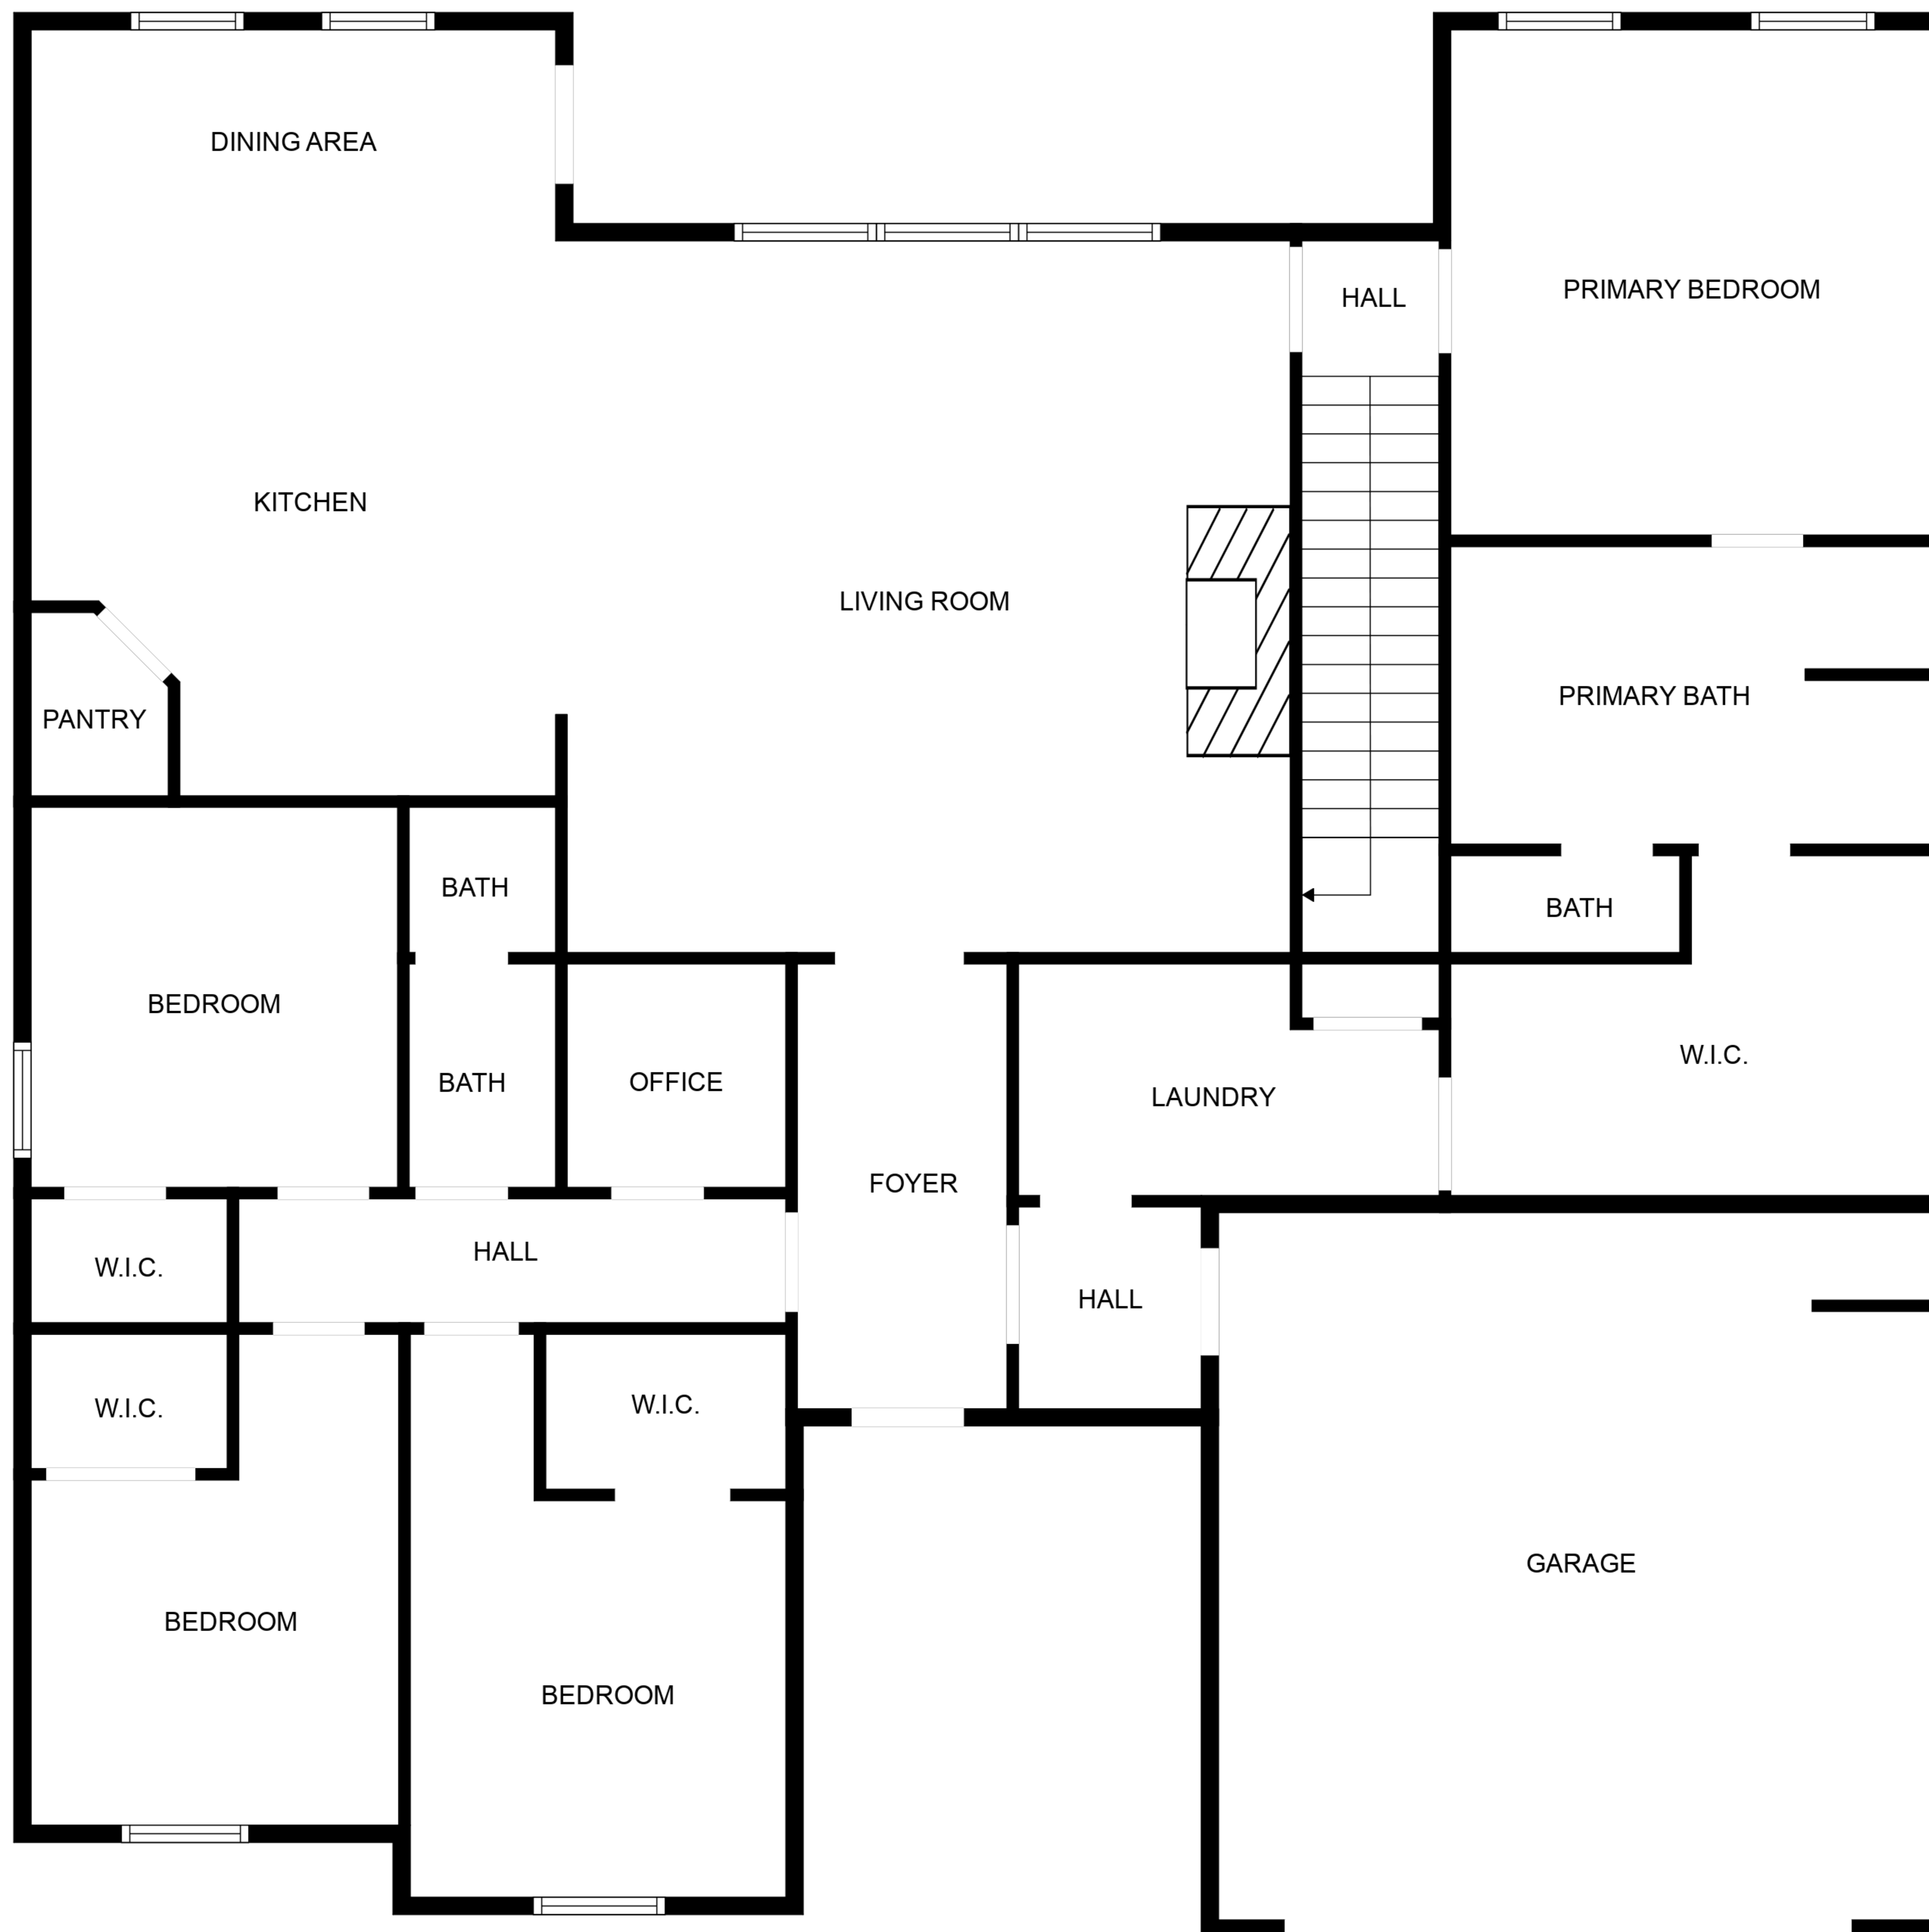 DINING AREA
HALL
PRIMARY BEDROOM
KITCHEN
LIVING ROOM
PRIMARY BATH
PANTRY
BATH
BATH
BEDROOM
BATH
OFFICE
LAUNDRY
W.I.C.
FOYER
W.I.C.
HALL
HALL
W.I.C.
W.I.C.
GARAGE
BEDROOM
BEDROOM